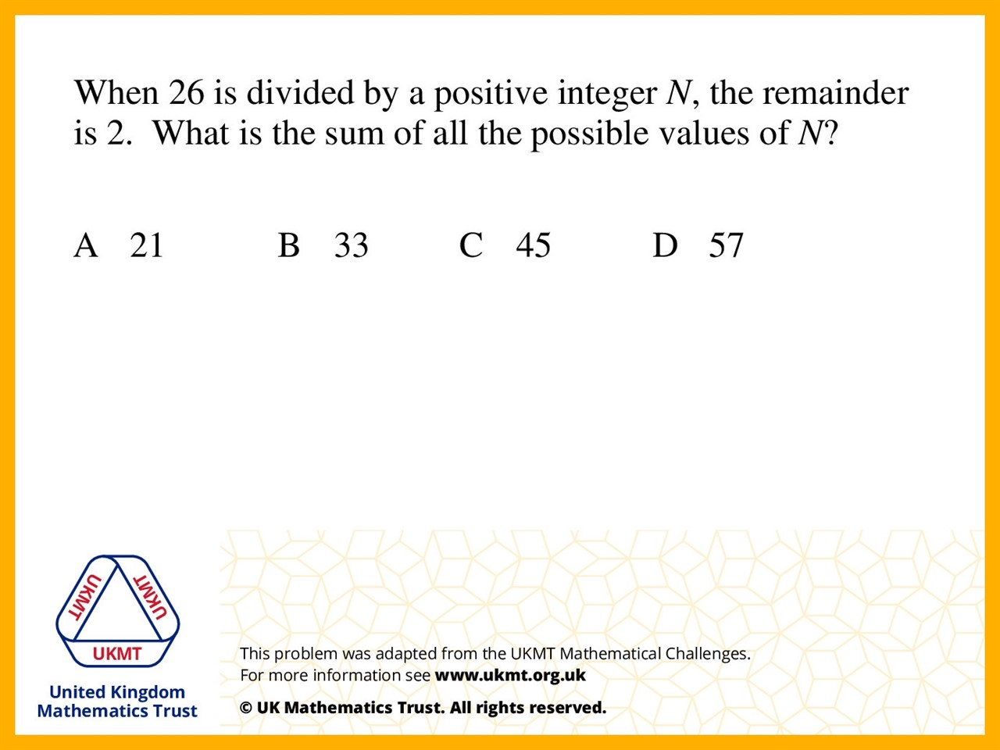 When 26 is divided by a positive integer N, the remainder
is 2. What is the sum of all the possible values of N?
A 21 B 33 C 45 D 57
UKMT
UKMT
UKMT
United Kingdom
Mathematics Trust
This problem was adapted from the UKMT Mathematical Challenges.
For more information see www.ukmt.org.uk
© UK Mathematics Trust. All rights reserved.